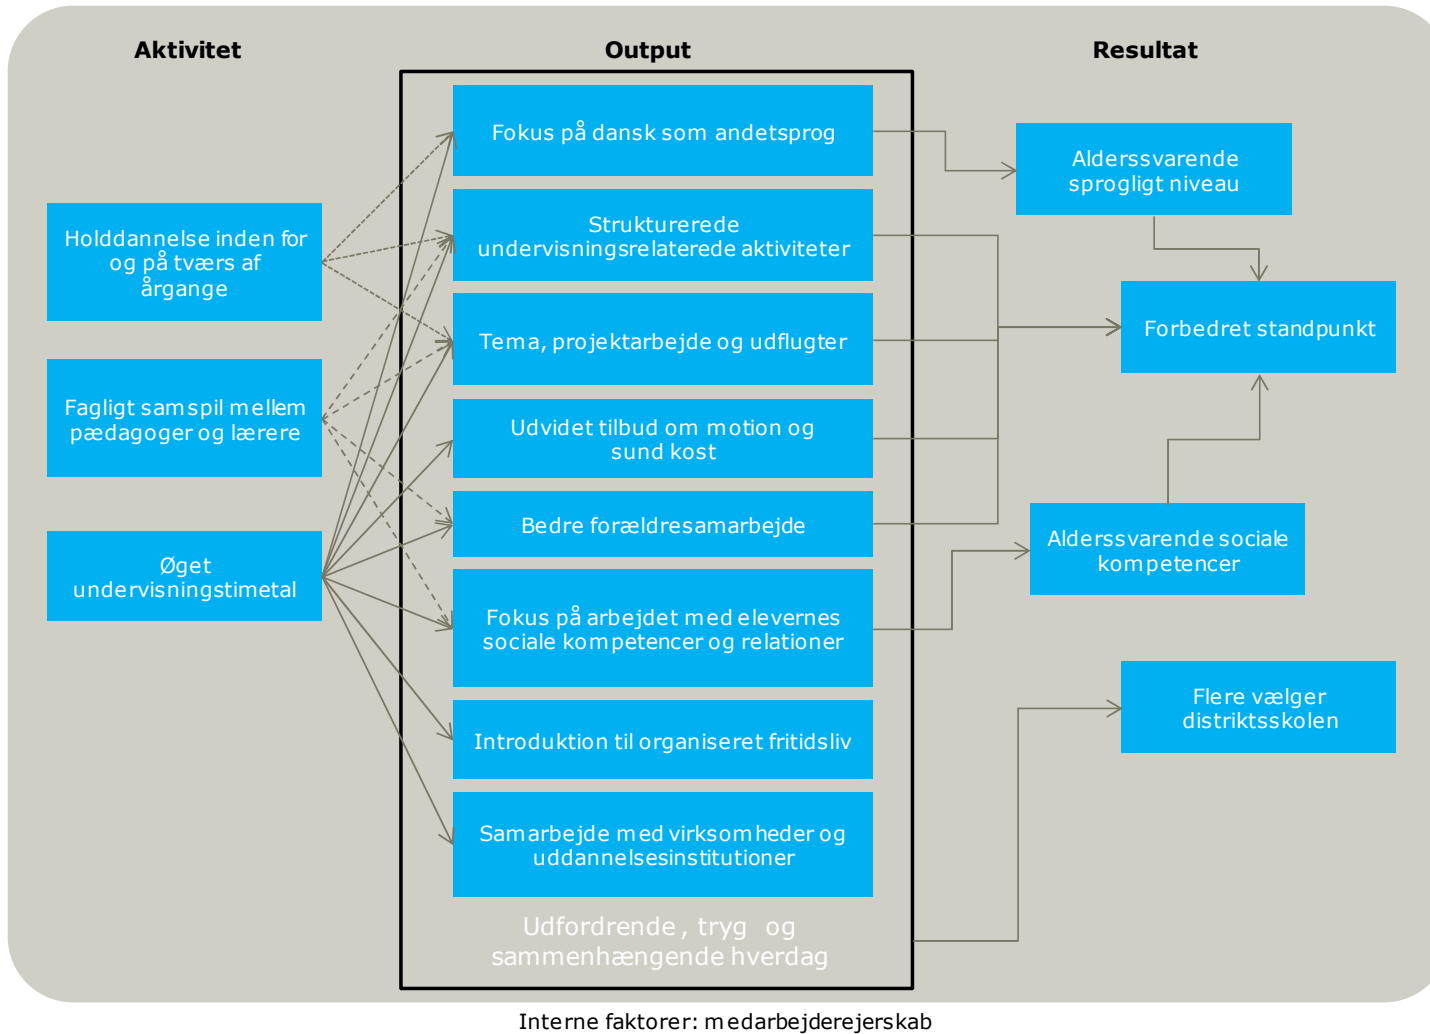 Aktivitet
Output
Resultat
Holddannelse inden for
og på tværs af
årgange
Fagligt samspil mellem
pædagoger og lærere
Øget
undervisningstimetal
Fokus på dansk som andetsprog
Strukturerede
undervisningsrelaterede aktiviteter
Tema, projektarbejde og udflugter
Udvidet tilbud om motion og
sund kost
Bedre forældresamarbejde
Fokus på arbejdet med elevernes
sociale kompetencer og relationer
Introduktion til organiseret fritidsliv
Samarbejde med virksomheder og
uddannelsesinstitutioner
Udfordrende, tryg og
sammenhængende hverdag
Alderssvarende
sprogligt niveau
Forbedret standpunkt
Alderssvarende sociale
kompetencer
Flere vælger
distriktsskolen
Interne faktorer: medarbejderejerskab